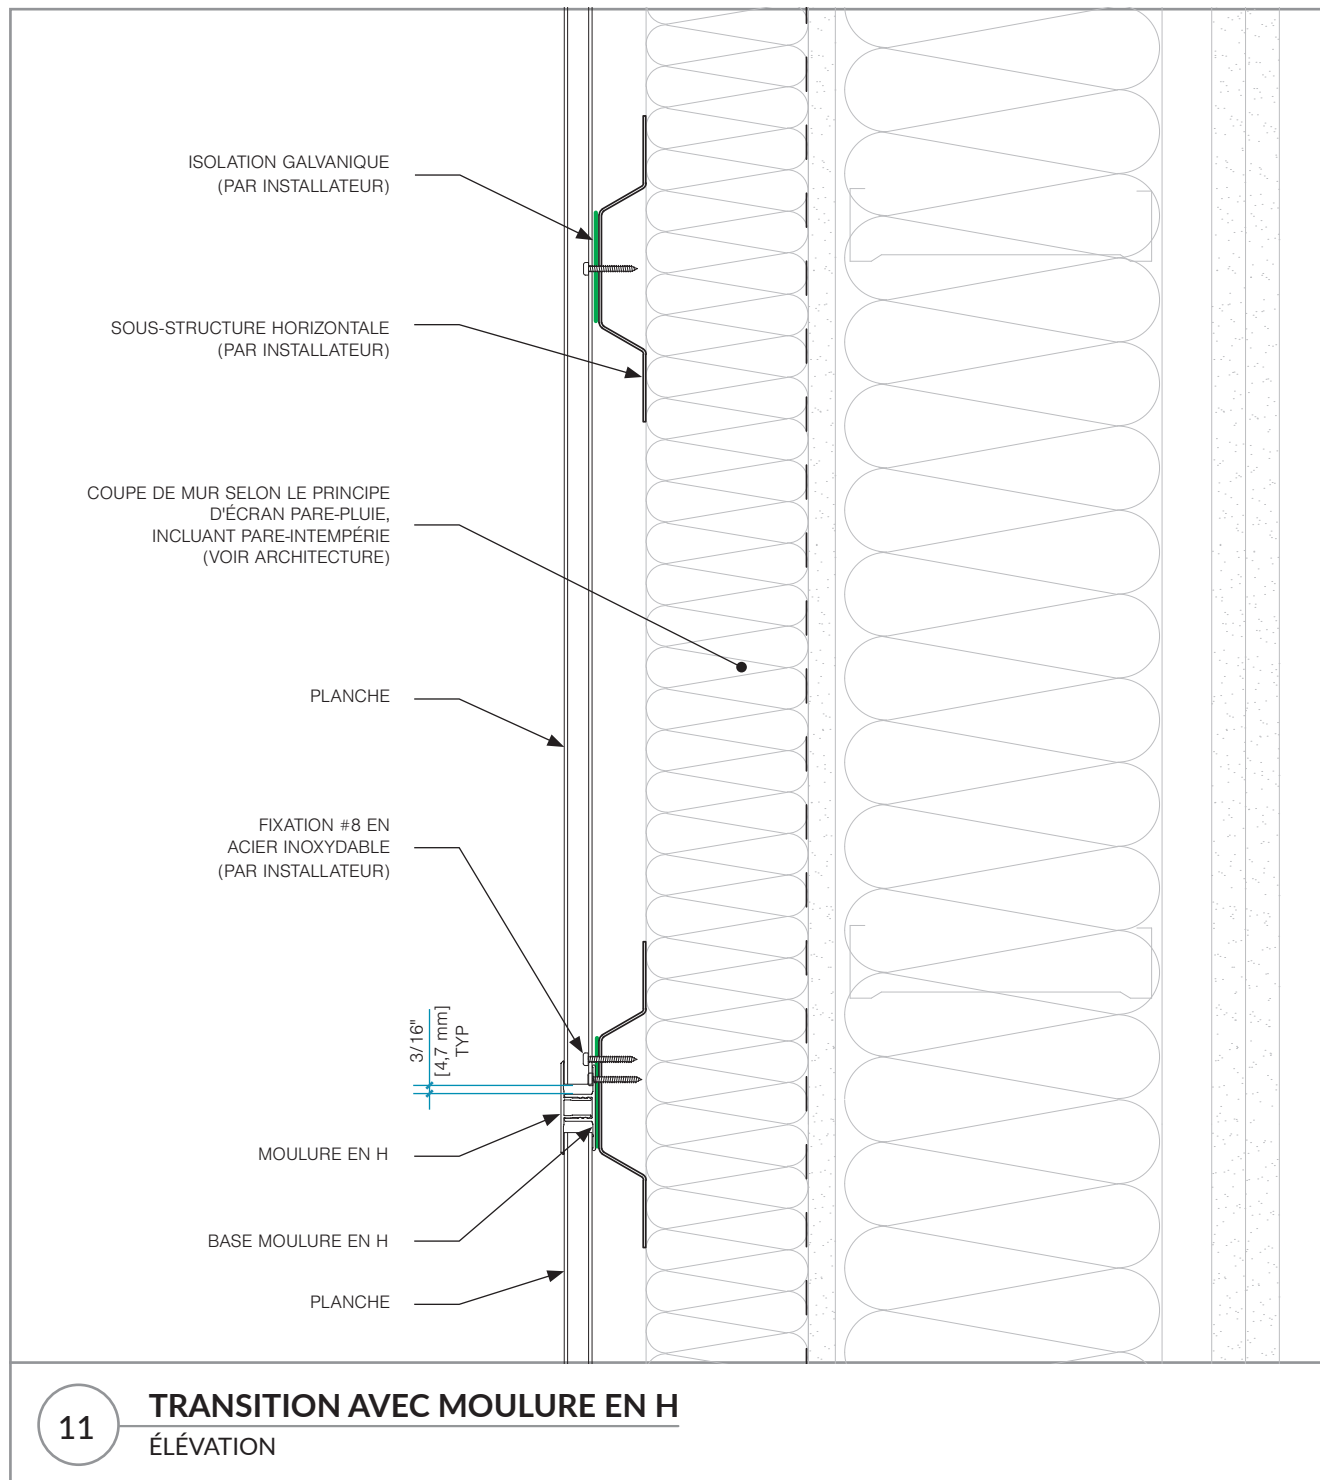 ISOLATION GALVANIQUE
(PAR INSTALLATEUR)
SOUS-STRUCTURE HORIZONTALE
(PAR INSTALLATEUR)
COUPE DE MUR SELON LE PRINCIPE
D'ÉCRAN PARE-PLUIE,
INCLUANT PARE-INTEMPÉRIE
(VOIR ARCHITECTURE)
PLANCHE
FIXATION #8 EN
ACIER INOXYDABLE
(PAR INSTALLATEUR)
3/16"
[4,7 mm]
TYP
MOULURE EN H
BASE MOULURE EN H
PLANCHE
11
TRANSITION AVEC MOULURE EN H
ÉLÉVATION